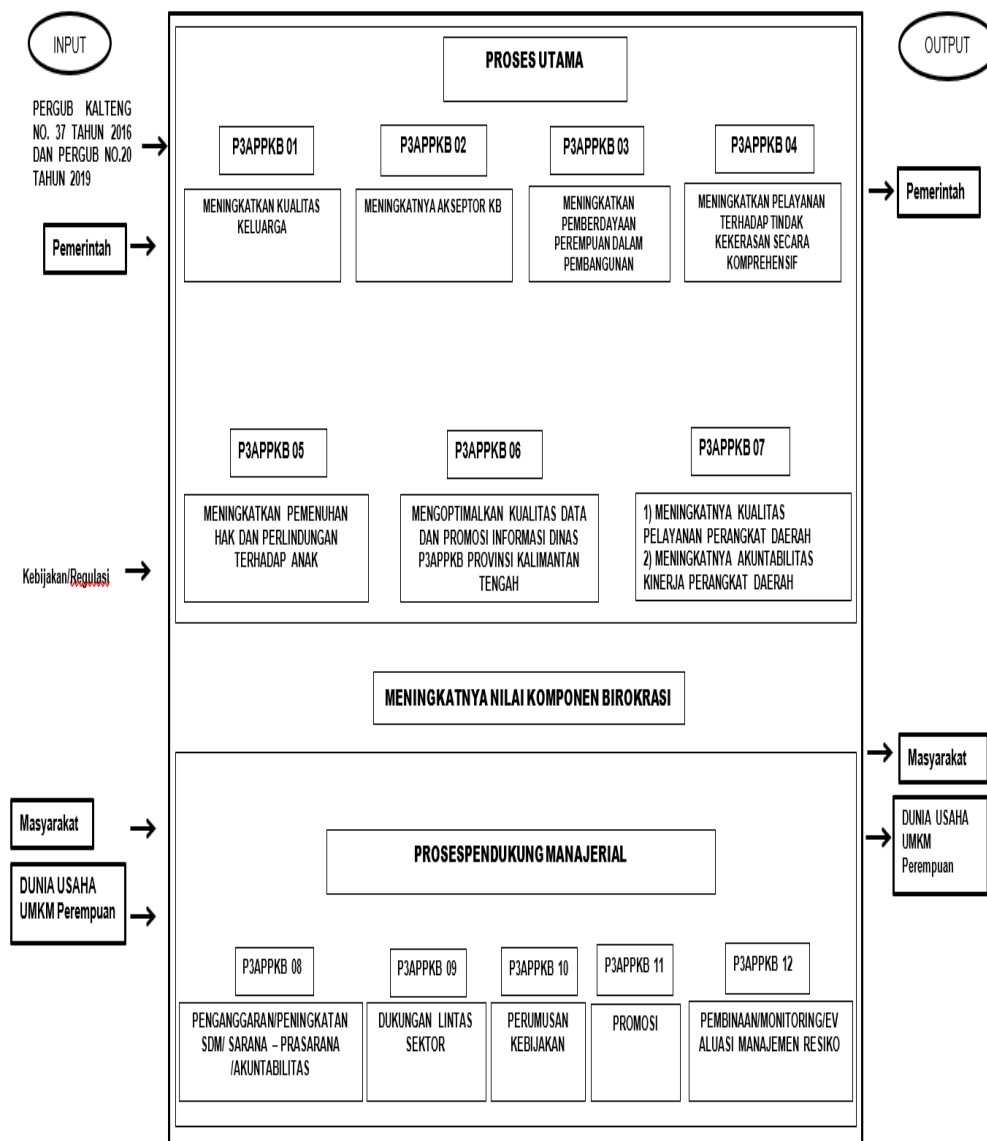 INPUT
OUTPUT
PROSES UTAMA
PERGUB KALTENG
NO. 37 TAHUN 2016
DAN PERGUB NO.20
TAHUN 2019
P3APPKB 01
P3APPKB 02
P3APPKB 03
P3APPKB 04
MENINGKATKAN KUALITAS
KELUARGA
MENINGKATNYA AKSEPTOR KB
MENINGKATKAN
PEMBERDAYAAN
PEREMPUAN DALAM
PEMBANGUNAN
MENINGKATKAN PELAYANAN
TERHADAP TINDAK
KEKERASAN SECARA
KOMPREHENSIF
Pemerintah
Pemerintah
P3APPKB 05
P3APPKB 06
P3APPKB 07
MENINGKATKAN PEMENUHAN
HAK DAN PERLINDUNGAN
TERHADAP ANAK
MENGOPTIMALKAN KUALITAS DATA
DAN PROMOSI INFORMASI DINAS
P3APPKB PROVINSI KALIMANTAN
TENGAH
1) MENINGKATNYA KUALITAS
PELAYANAN PERANGKAT DAERAH
2) MENINGKATNYA AKUNTABILITAS
KINERJA PERANGKAT DAERAH
Kebijakan/Regulasi
MENINGKATNYA NILAI KOMPONEN BIROKRASI
Masyarakat
DUNIA USAHA
UMKM Perempuan
Masyarakat
DUNIA USAHA
UMKM
Perempuan
PROSESPENDUKUNG MANAJERIAL
P3APPKB 08
P3APPKB 09
P3APPKB 10
P3APPKB 11
P3APPKB 12
PENGANGGARAN/PENINGKATAN
SDM/ SARANA – PRASARANA
/AKUNTABILITAS
DUKUNGAN LINTAS
SEKTOR
PERUMUSAN
KEBIJAKAN
PROMOSI
PEMBINAAN/MONITORING/EV
ALUASI MANAJEMEN RESIKO